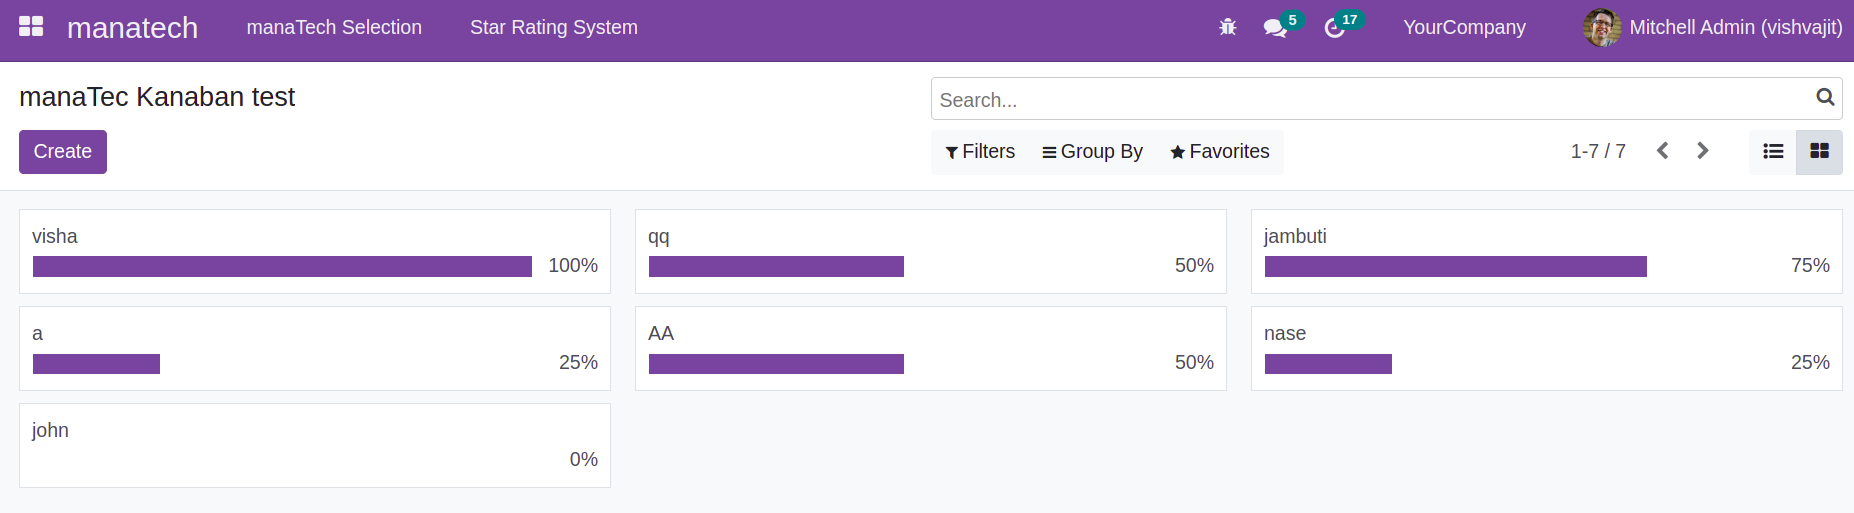 manatech manaTech Selection Star Rating System 5 17 YourCompany Mitchell Admin (vishvajit)
manaTec Kanaban test
Search...
Create
Filters Group By Favorites 1-7 / 7
visha
100%
qq
50%
jambuti
75%
a
25%
AA
50%
nase
25%
john
0%